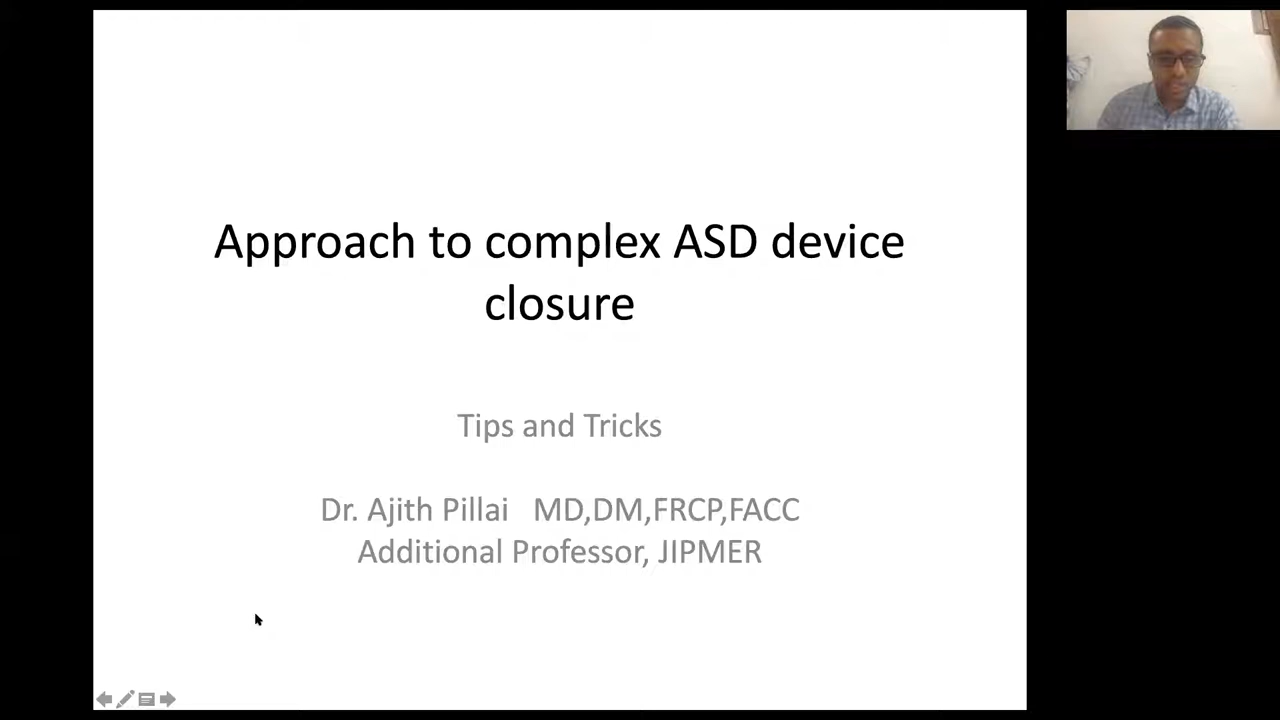 Approach to complex ASD device
closure
Tips and Tricks
Dr. Ajith Pillai MD,DM,FRCP,FACC
Additional Professor, JIPMER